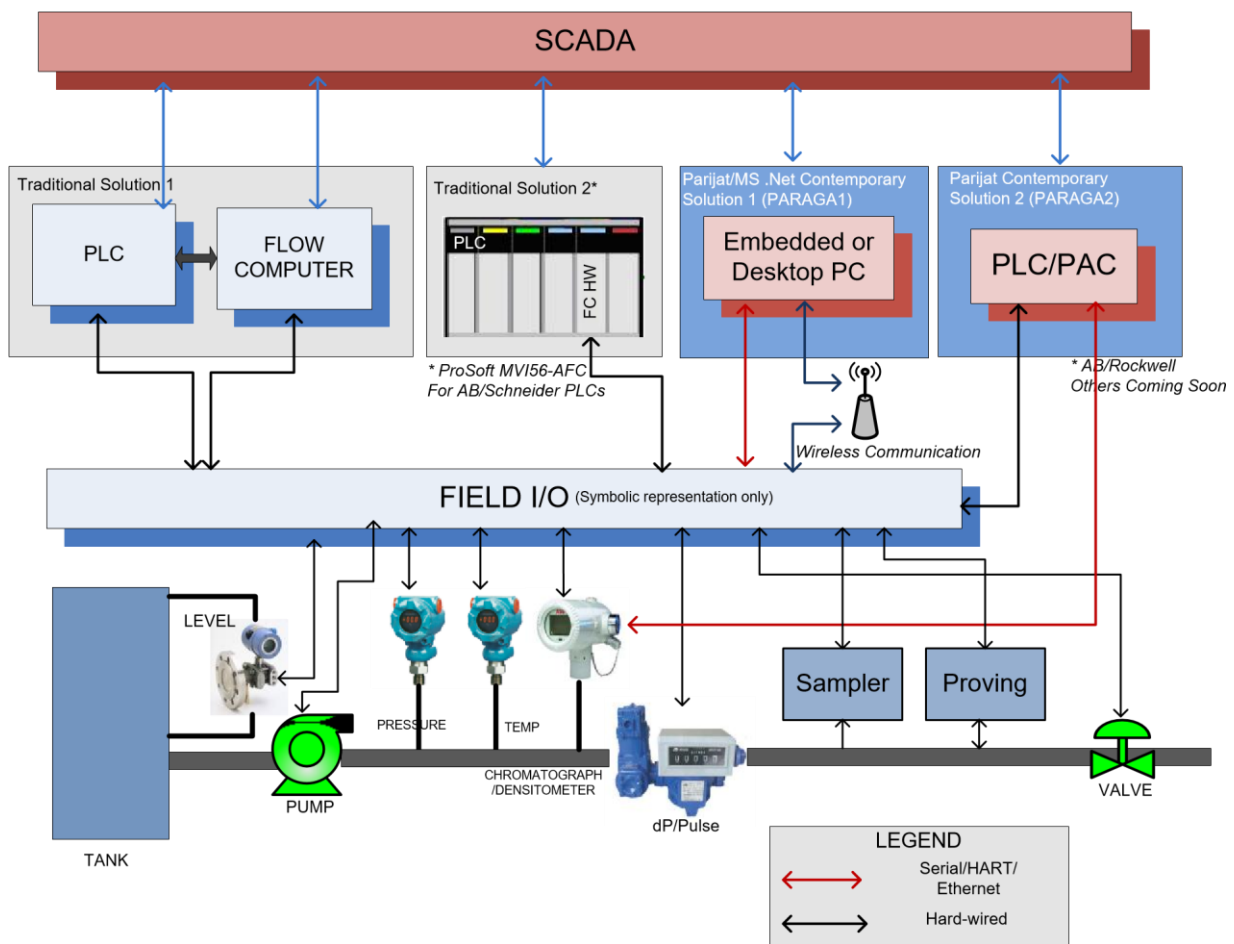 SCADA
Traditional Solution 1
PLC
FLOW
COMPUTER
Traditional Solution 2*
PLC
FC HW
* ProSoft MVI56-AFC
For AB/Schneider PLCs
Parijat/MS .Net Contemporary
Solution 1 (PARAGA1)
Embedded or
Desktop PC
Parijat Contemporary
Solution 2 (PARAGA2)
PLC/PAC
* AB/Rockwell
Others Coming Soon
Wireless Communication
FIELD I/O (Symbolic representation only)
LEVEL
PRESSURE
TEMP
CHROMATOGRAPH
/DENSITOMETER
Sampler
Proving
PUMP
dP/Pulse
VALVE
TANK
LEGEND
Serial/HART/
Ethernet
Hard-wired